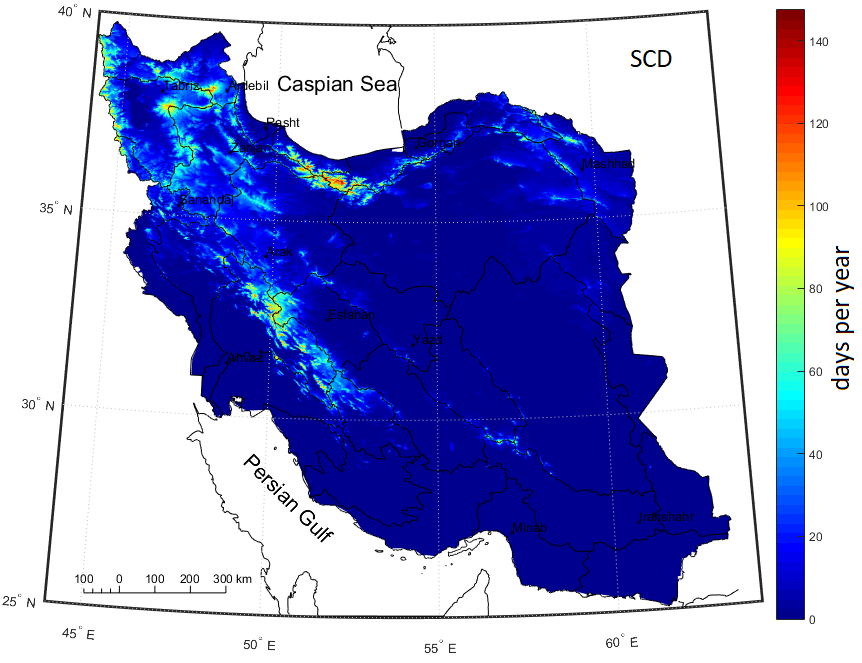 40° N
SCD
140
Caspian Sea
Tabriz
Ardebil
120
Rasht
Gorgan
Zanjan
Mashhad
100
Sanandaj
35° N
Arak
80
days per year
Esfahan
Yazd
Ahvaz
60
30° N
40
Persian Gulf
Iranshahr
Minab
20
100 0 100 200 300 km
25° N
0
45° E
50° E
55° E
60° E